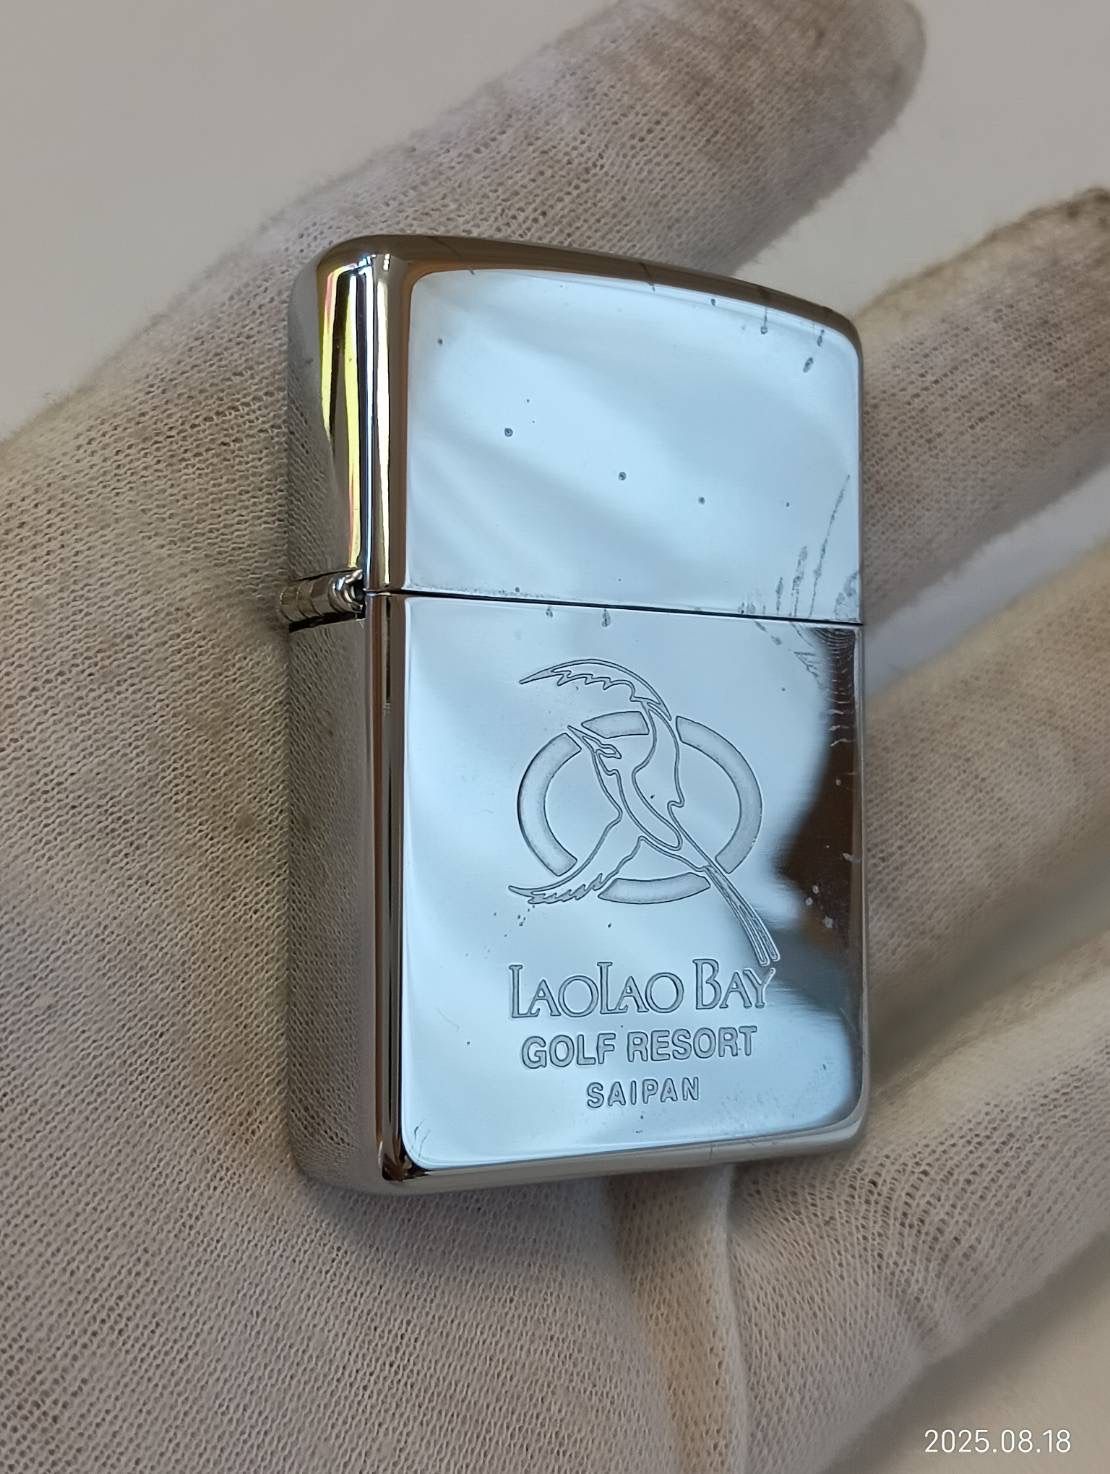 LAOLAO BAY
GOLF RESORT
SAIPAN
2025.08.18